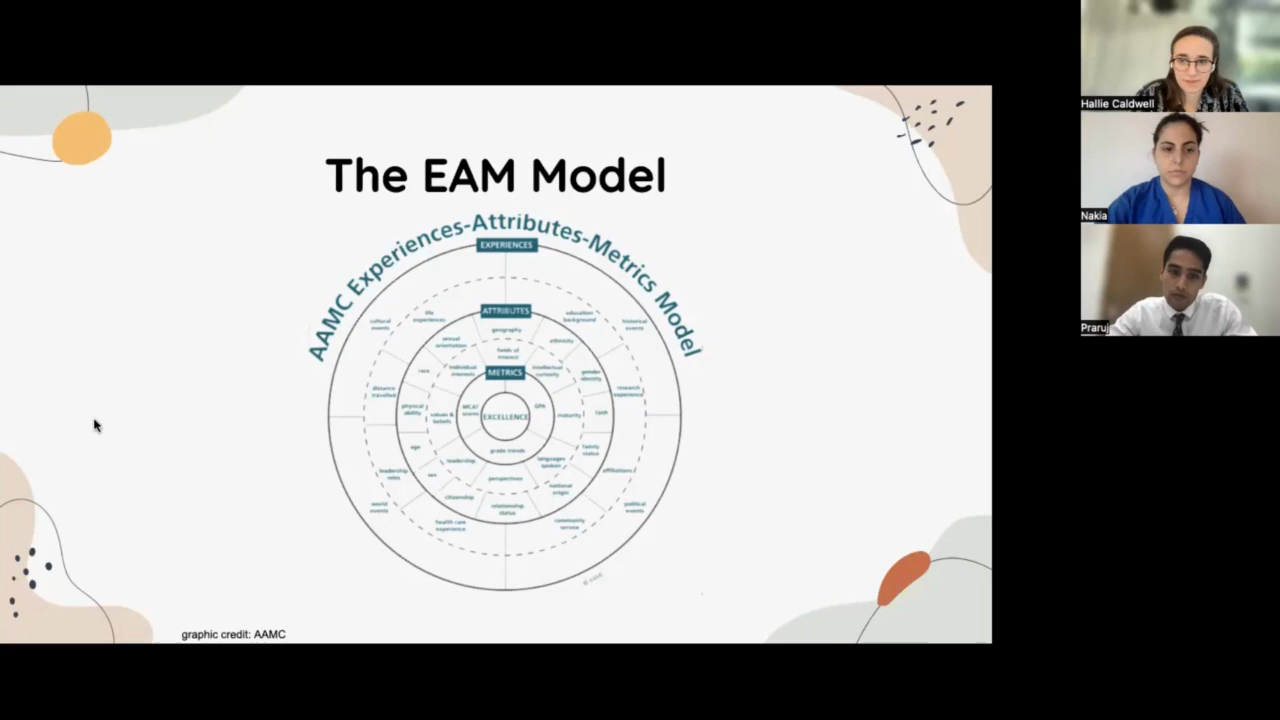 The EAM Model
AAMC Experiences-Attributes-Metrics Model
EXPERIENCES
cultural
events
life
experiences
education
background
historical
events
distance
travelled
research
experience
leadership
roles
affiliations
world
events
health care
experience
community
service
political
events
ATTRIBUTES
geography
sexual
orientation
ethnicity
race
gender
identity
physical
ability
faith
age
family
status
sex
national
origin
citizenship
relationship
status
fields of
interest
individual
interests
intellectual
curiosity
values &
beliefs
maturity
leadership
languages
spoken
perspectives
METRICS
MCAT
scores
GPA
grade trends
EXCELLENCE
graphic credit: AAMC
Hallie Caldwell
Nakia
Praruj